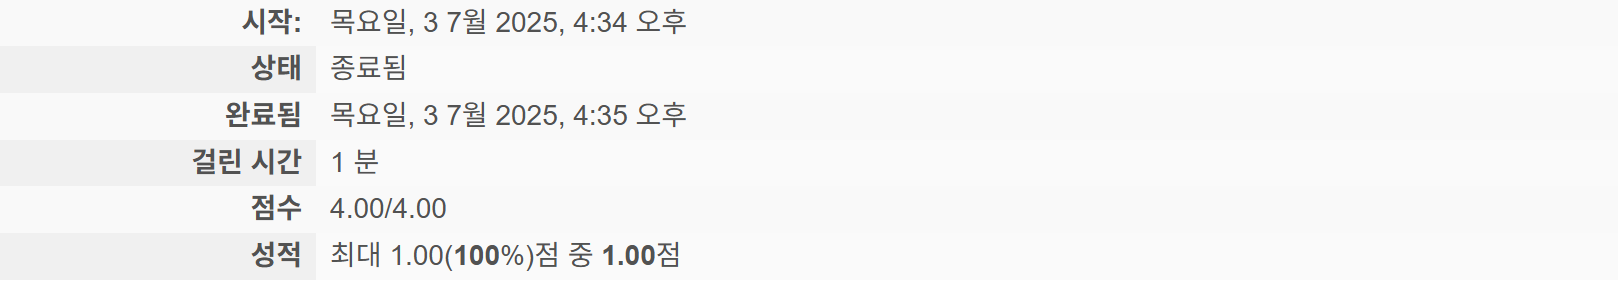 시작: 목요일, 3 7월 2025, 4:34 오후
상태 종료됨
완료됨 목요일, 3 7월 2025, 4:35 오후
걸린 시간 1 분
점수 4.00/4.00
성적 최대 1.00(100%)점 중 1.00점